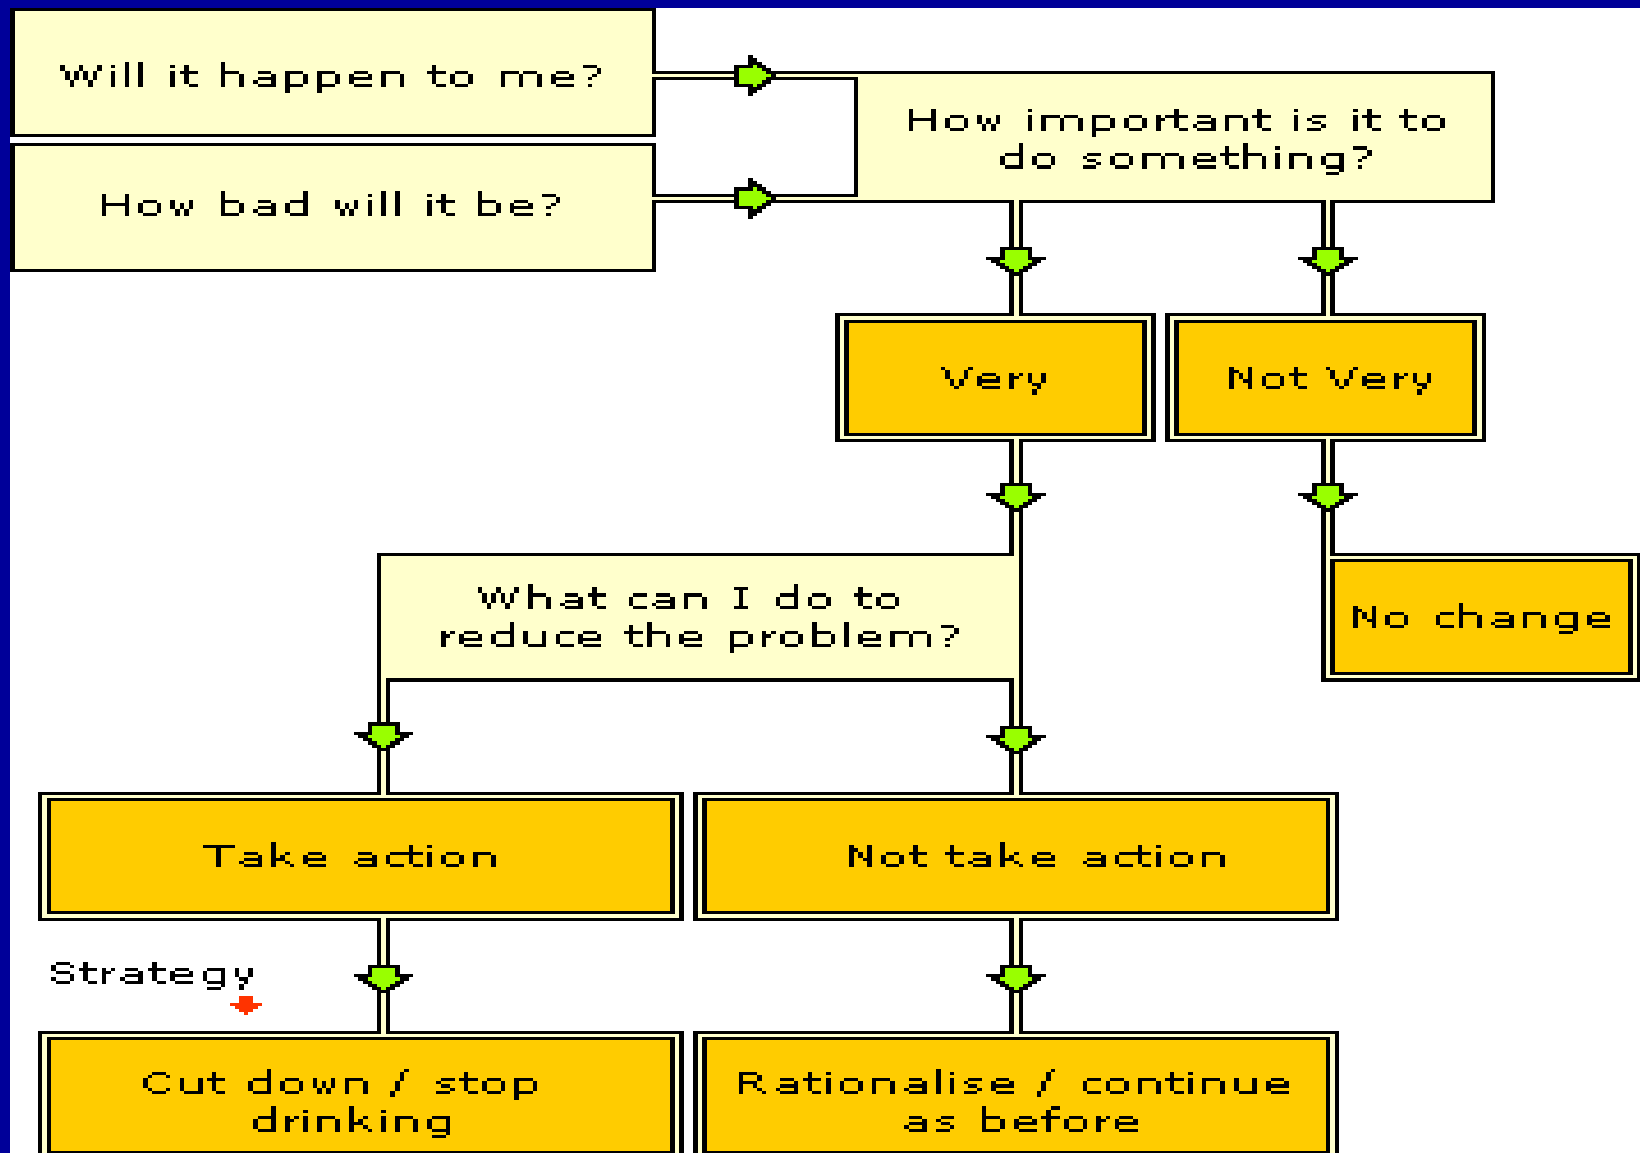 Will it happen to me?
How important is it to
do something?
How bad will it be?
Very
Not Very
What can I do to
reduce the problem?
No change
Take action
Not take action
Strategy
Cut down / stop
drinking
Rationalise / continue
as before